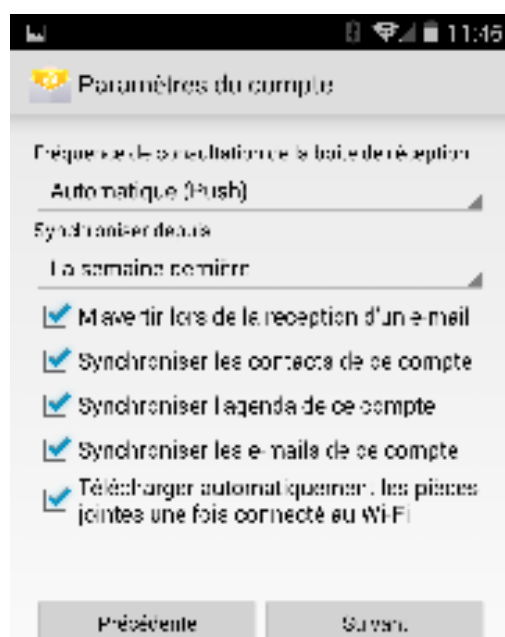 11:46
Paramètres du compte
Fréquence de consultation de la boîte de réception
Automatique (Push)
Synchroniser depuis
La semaine dernière
M'avertir lors de la réception d'un e-mail
Synchroniser les contacts de ce compte
Synchroniser l'agenda de ce compte
Synchroniser les e-mails de ce compte
Télécharger automatiquement les pièces
jointes une fois connecté au Wi-Fi
Précédente
Suivant